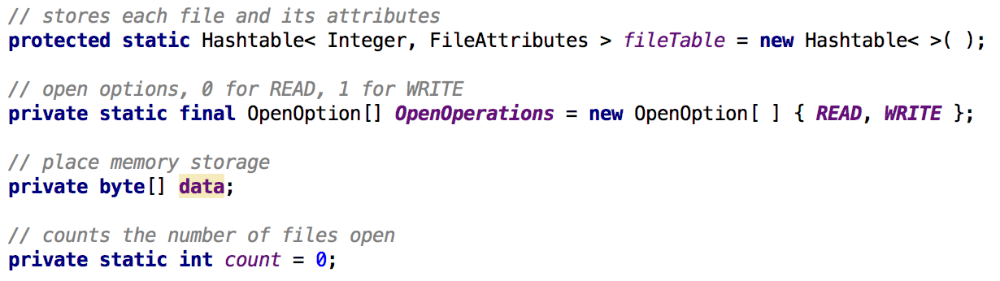 // stores each file and its attributes
protected static Hashtable< Integer, FileAttributes > fileTable = new Hashtable< >( );
// open options, 0 for READ, 1 for WRITE
private static final OpenOption[] OpenOperations = new OpenOption[ ] { READ, WRITE };
// place memory storage
private byte[] data;
// counts the number of files open
private static int count = 0;